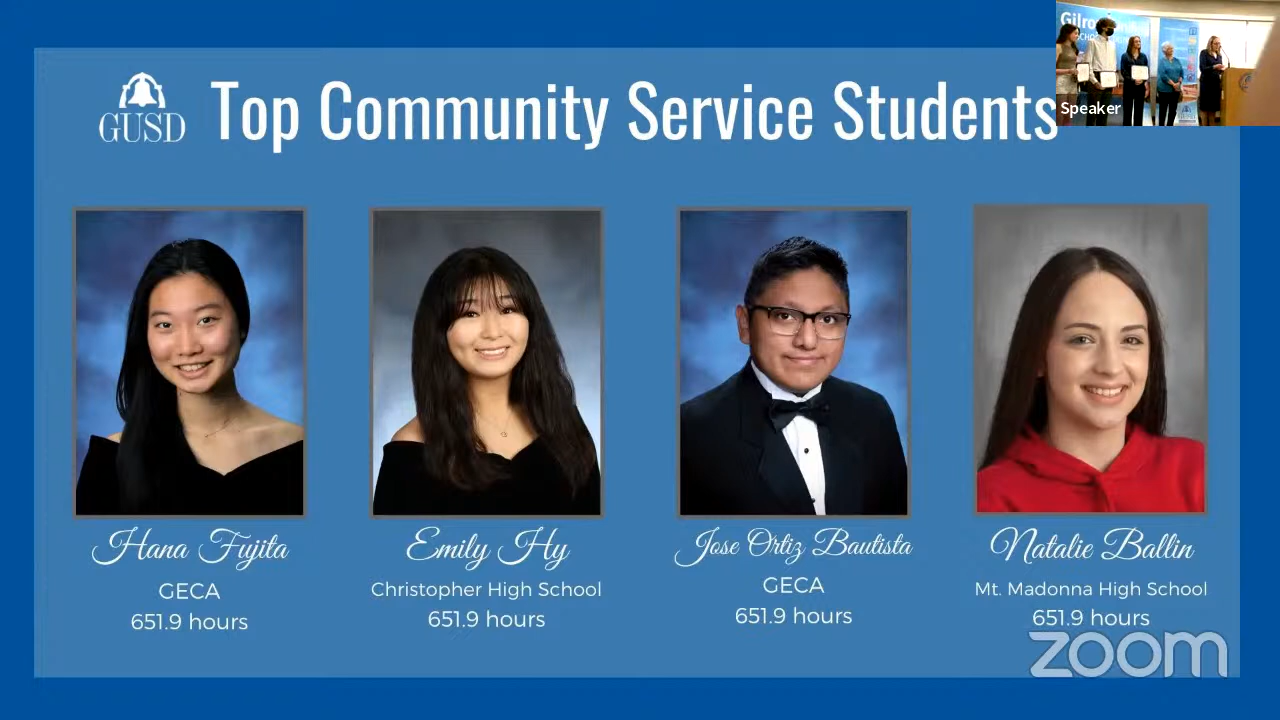 GUSD
Top Community Service Students
Gilro
Speaker
Hana Fujita
GECA
651.9 hours
Emily Hy
Christopher High School
651.9 hours
Jose Ortiz Bautista
GECA
651.9 hours
Natalie Ballin
Mt. Madonna High School
651.9 hours
zoom